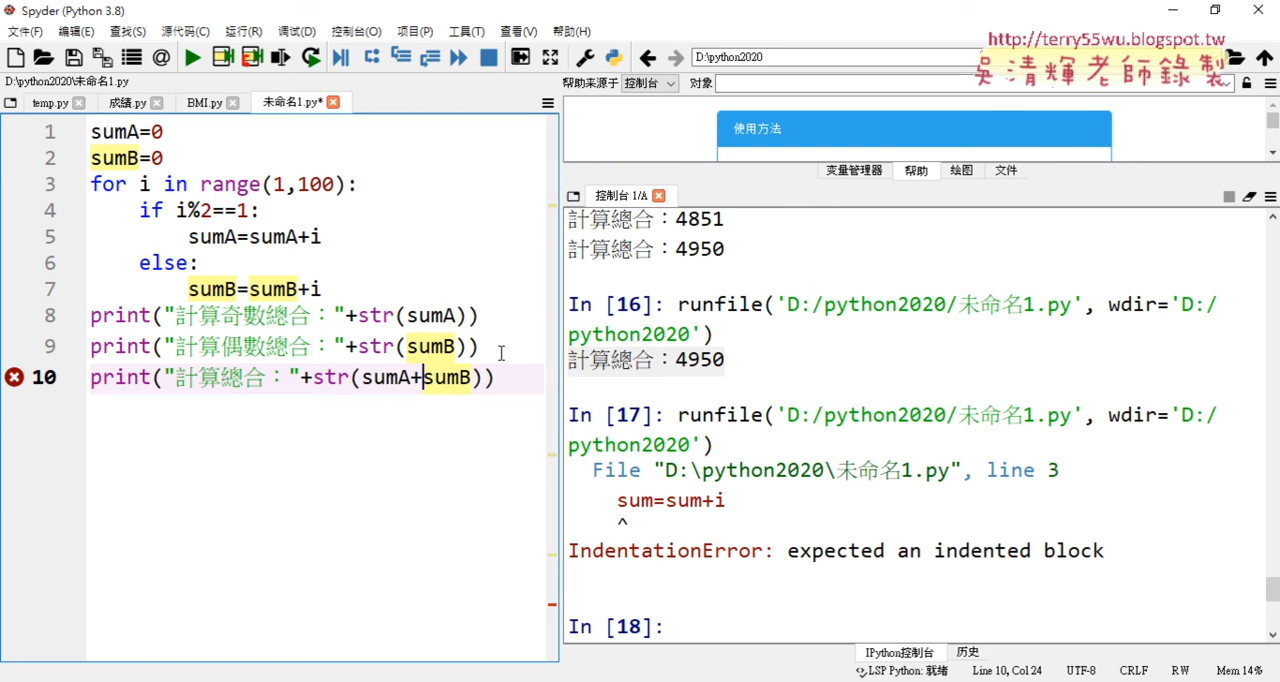 Spyder (Python 3.8)
文件(F) 编辑(E) 查找(S) 源代码(C) 运行(R) 调试(D) 控制台(O) 项目(P) 工具(T) 查看(V) 帮助(H)
http://terry55wu.blogspot.tw
吳清輝老師錄製
D:\python2020
D:\python2020\未命名1.py
帮助来源于 控制台 对象
temp.py 成績.py BMI.py 未命名1.py*
1 sumA=0
2 sumB=0
3 for i in range(1,100):
4 if i%2==1:
5 sumA=sumA+i
6 else:
7 sumB=sumB+i
8 print("計算奇數總合："+str(sumA))
9 print("計算偶數總合："+str(sumB))
10 print("計算總合："+str(sumA+sumB))
使用方法
变量管理器 帮助 绘图 文件
控制台 1/A
計算總合：4851
計算總合：4950
In [16]: runfile('D:/python2020/未命名1.py', wdir='D:/
python2020')
計算總合：4950
In [17]: runfile('D:/python2020/未命名1.py', wdir='D:/
python2020')
File "D:\python2020\未命名1.py", line 3
sum=sum+i
^
IndentationError: expected an indented block
In [18]:
IPython控制台 历史
LSP Python: 就绪 Line 10, Col 24 UTF-8 CRLF RW Mem 14%